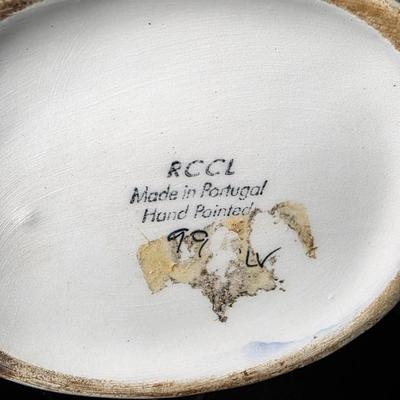 RCCL
Made in Portugal
Hand Painted
99 LV